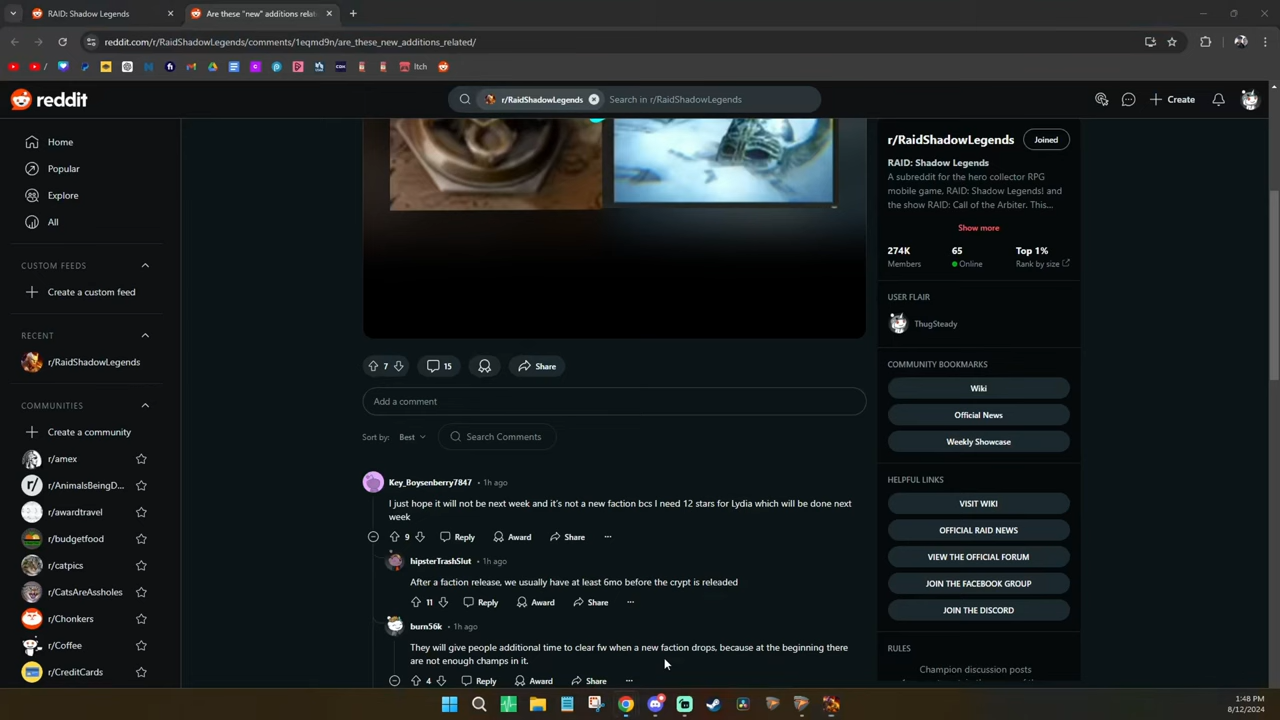 RAID: Shadow Legends
Are these "new" additions rela
reddit.com/r/RaidShadowLegends/comments/1eqmd9n/are_these_new_additions_related/
Itch
reddit
r/RaidShadowLegends Search in r/RaidShadowLegends
Create
Home
Popular
Explore
All
CUSTOM FEEDS
Create a custom feed
RECENT
r/RaidShadowLegends
COMMUNITIES
Create a community
r/amex
r/AnimalsBeingD...
r/awardtravel
r/budgetfood
r/catpics
r/CatsAreAssholes
r/Chonkers
r/Coffee
r/CreditCards
7 15 Share
Add a comment
Sort by: Best Search Comments
Key_Boysenberry7847 • 1h ago
I just hope it will not be next week and it's not a new faction bcs I need 12 stars for Lydia which will be done next
week
9 Reply Award Share ...
hipsterTrashSlut • 1h ago
After a faction release, we usually have at least 6mo before the crypt is releaded
11 Reply Award Share ...
burn56k • 1h ago
They will give people additional time to clear fw when a new faction drops, because at the beginning there
are not enough champs in it.
4 Reply Award Share ...
r/RaidShadowLegends Joined
RAID: Shadow Legends
A subreddit for the hero collector RPG
mobile game, RAID: Shadow Legends! and
the show RAID: Call of the Arbiter. This...
Show more
274K 65 Top 1%
Members Online Rank by size
USER FLAIR
ThugSteady
COMMUNITY BOOKMARKS
Wiki
Official News
Weekly Showcase
HELPFUL LINKS
VISIT WIKI
OFFICIAL RAID NEWS
VIEW THE OFFICIAL FORUM
JOIN THE FACEBOOK GROUP
JOIN THE DISCORD
RULES
Champion discussion posts
1:48 PM
8/12/2024